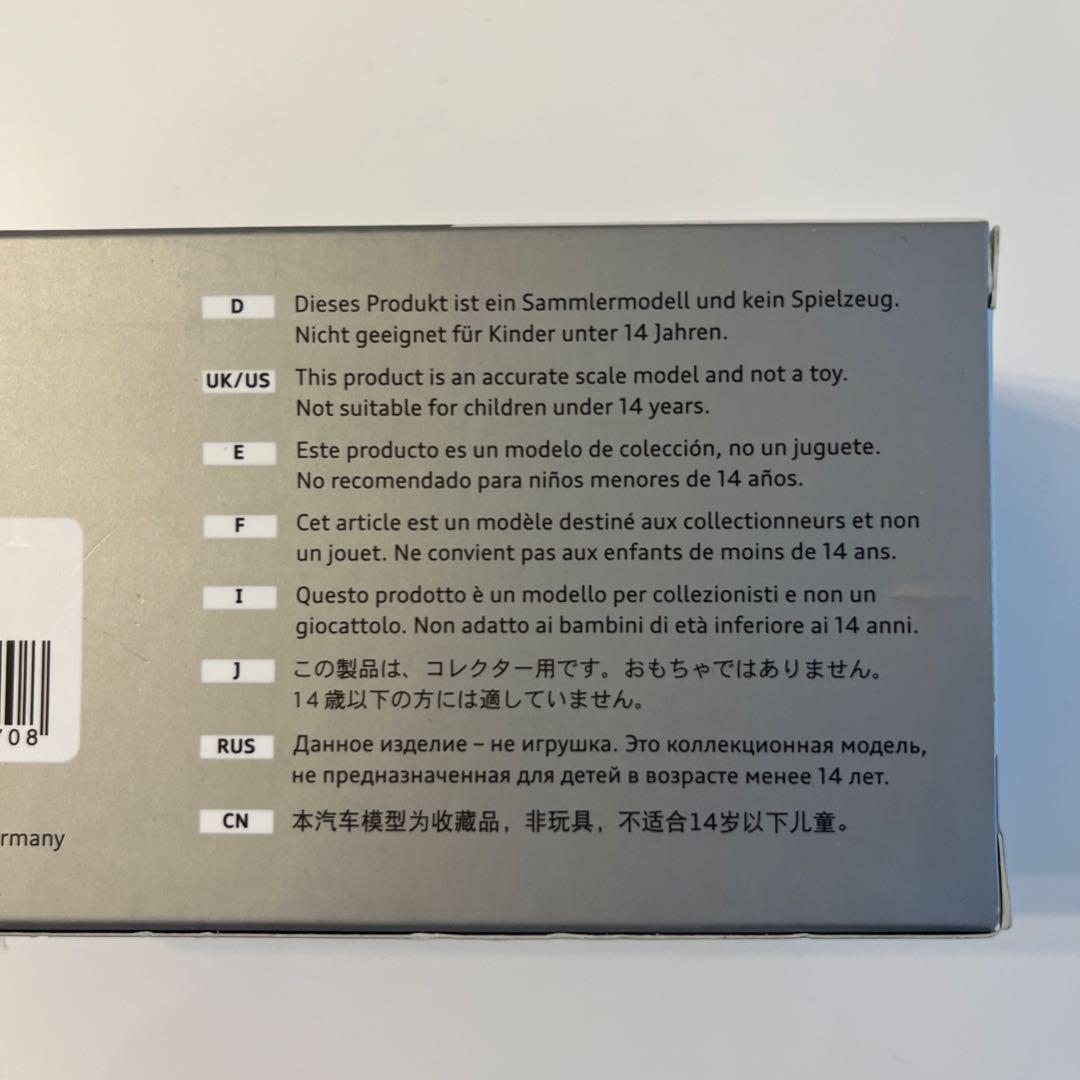 D Dieses Produkt ist ein Sammlermodell und kein Spielzeug.
Nicht geeignet für Kinder unter 14 Jahren.
UK/US This product is an accurate scale model and not a toy.
Not suitable for children under 14 years.
E Este producto es un modelo de colección, no un juguete.
No recomendado para niños menores de 14 años.
F Cet article est un modèle destiné aux collectionneurs et non
un jouet. Ne convient pas aux enfants de moins de 14 ans.
I Questo prodotto è un modello per collezionisti e non un
giocattolo. Non adatto ai bambini di età inferiore ai 14 anni.
J この製品は、コレクター用です。おもちゃではありません。
14歳以下の方には適していません。
RUS Данное изделие – не игрушка. Это коллекционная модель,
не предназначенная для детей в возрасте менее 14 лет.
CN 本汽车模型为收藏品，非玩具，不适合14岁以下儿童。
708
rmany